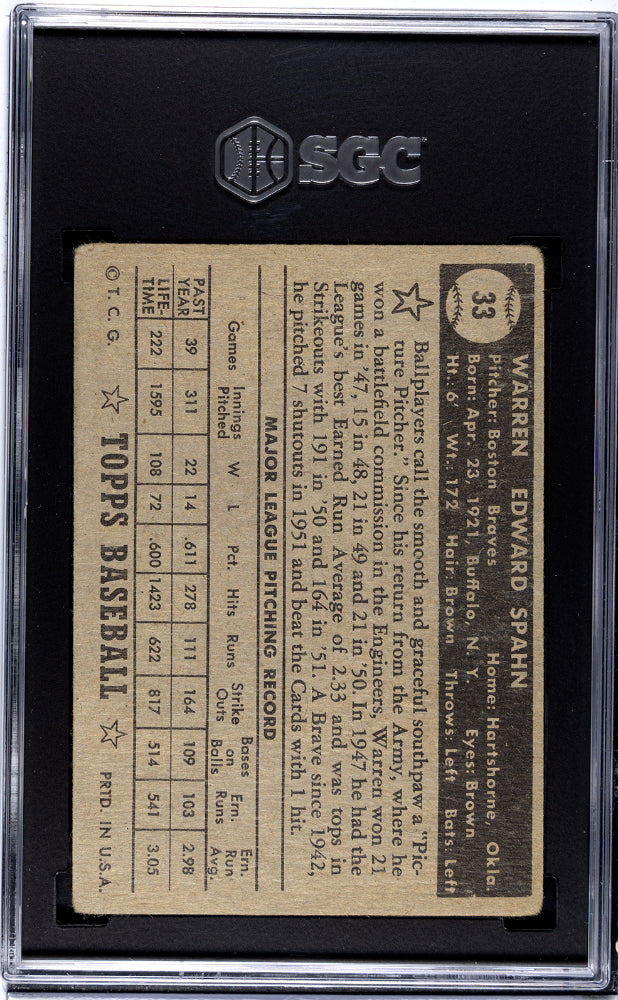 SGC
33
WARREN EDWARD SPAHN
Pitcher: Boston Braves Home: Hartshorne, Okla.
Born: Apr. 23, 1921, Buffalo, N. Y. Eyes: Brown
Ht.: 6' Wt.: 172 Hair: Brown Throws: Left Bats: Left
Ballplayers call the smooth and graceful southpaw a "Pic-
ture Pitcher." Since his return from the Army, where he
won a battlefield commission in the Engineers, Warren won 21
games in '47, 15 in '48, 21 in '49 and 21 in '50. In 1947 he had the
League's best Earned Run Average of 2.33 and was tops in
Strikeouts with 191 in '50 and 164 in '51. A Brave since 1942,
he pitched 7 shutouts in 1951 and beat the Cards with 1 hit.
MAJOR LEAGUE PITCHING RECORD
Games Innings Pitched W L Pct. Hits Runs Strike Outs Bases on Balls Ern. Runs Ern. Run Avg.
PAST YEAR 39 311 22 14 .611 278 111 164 109 103 2.98
LIFE-TIME 222 1595 108 72 .600 1423 622 817 514 541 3.05
© T. C. G. ☆ TOPPS BASEBALL ☆ PRTD. IN U.S.A.